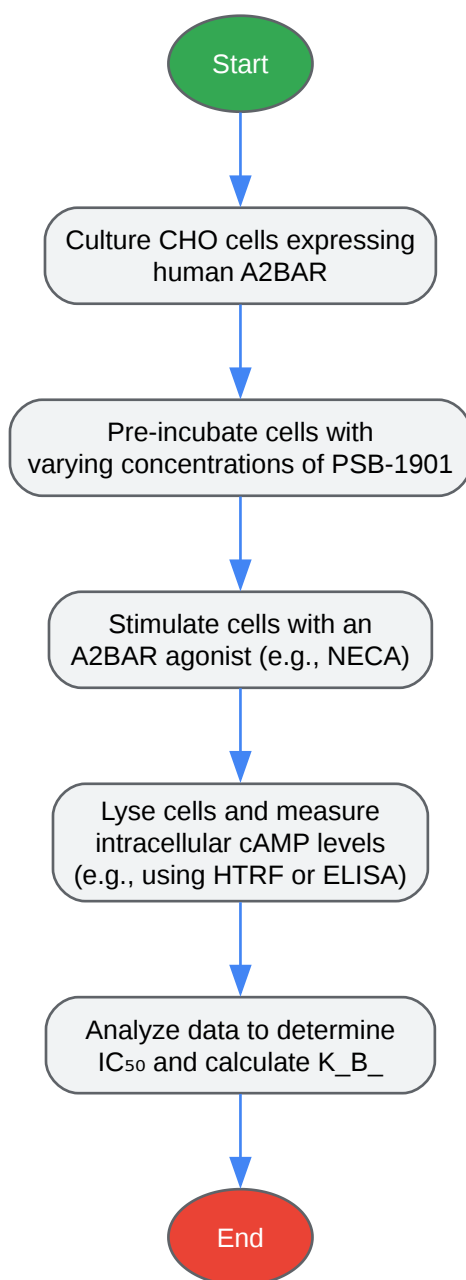 Start
Culture CHO cells expressing
human A2BAR
Pre-incubate cells with
varying concentrations of PSB-1901
Stimulate cells with an
A2BAR agonist (e.g., NECA)
Lyse cells and measure
intracellular cAMP levels
(e.g., using HTRF or ELISA)
Analyze data to determine
IC₅₀ and calculate K_B_
End